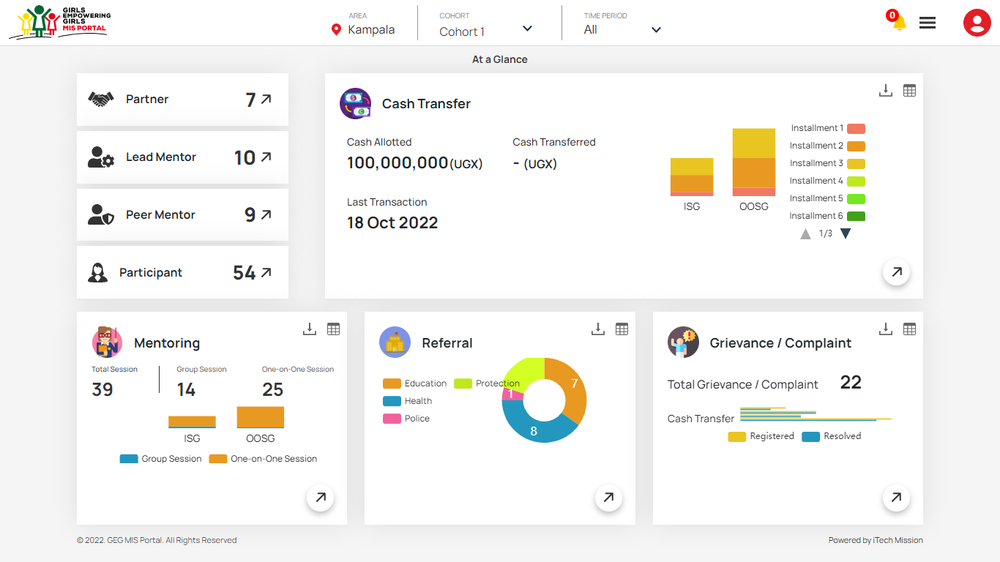 GIRLS
EMPOWERING
GIRLS
MIS PORTAL
AREA
Kampala
COHORT
Cohort 1
TIME PERIOD
All
0
At a Glance
Partner 7
Lead Mentor 10
Peer Mentor 9
Participant 54
Cash Transfer
Cash Allotted
100,000,000(UGX)
Cash Transferred
- (UGX)
Last Transaction
18 Oct 2022
ISG OOSG
Installment 1
Installment 2
Installment 3
Installment 4
Installment 5
Installment 6
1/3
Mentoring
Total Session
39
Group Session
14
One-on-One Session
25
ISG OOSG
Group Session One-on-One Session
Referral
Education Protection
Health
Police
7
1
8
Grievance / Complaint
Total Grievance / Complaint 22
Cash Transfer
Registered Resolved
© 2022. GEG MIS Portal. All Rights Reserved
Powered by iTech Mission